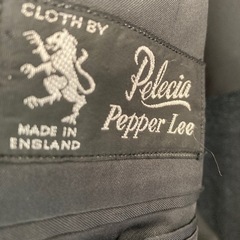 CLOTH BY
Pelecia
Pepper Lee
MADE IN
ENGLAND